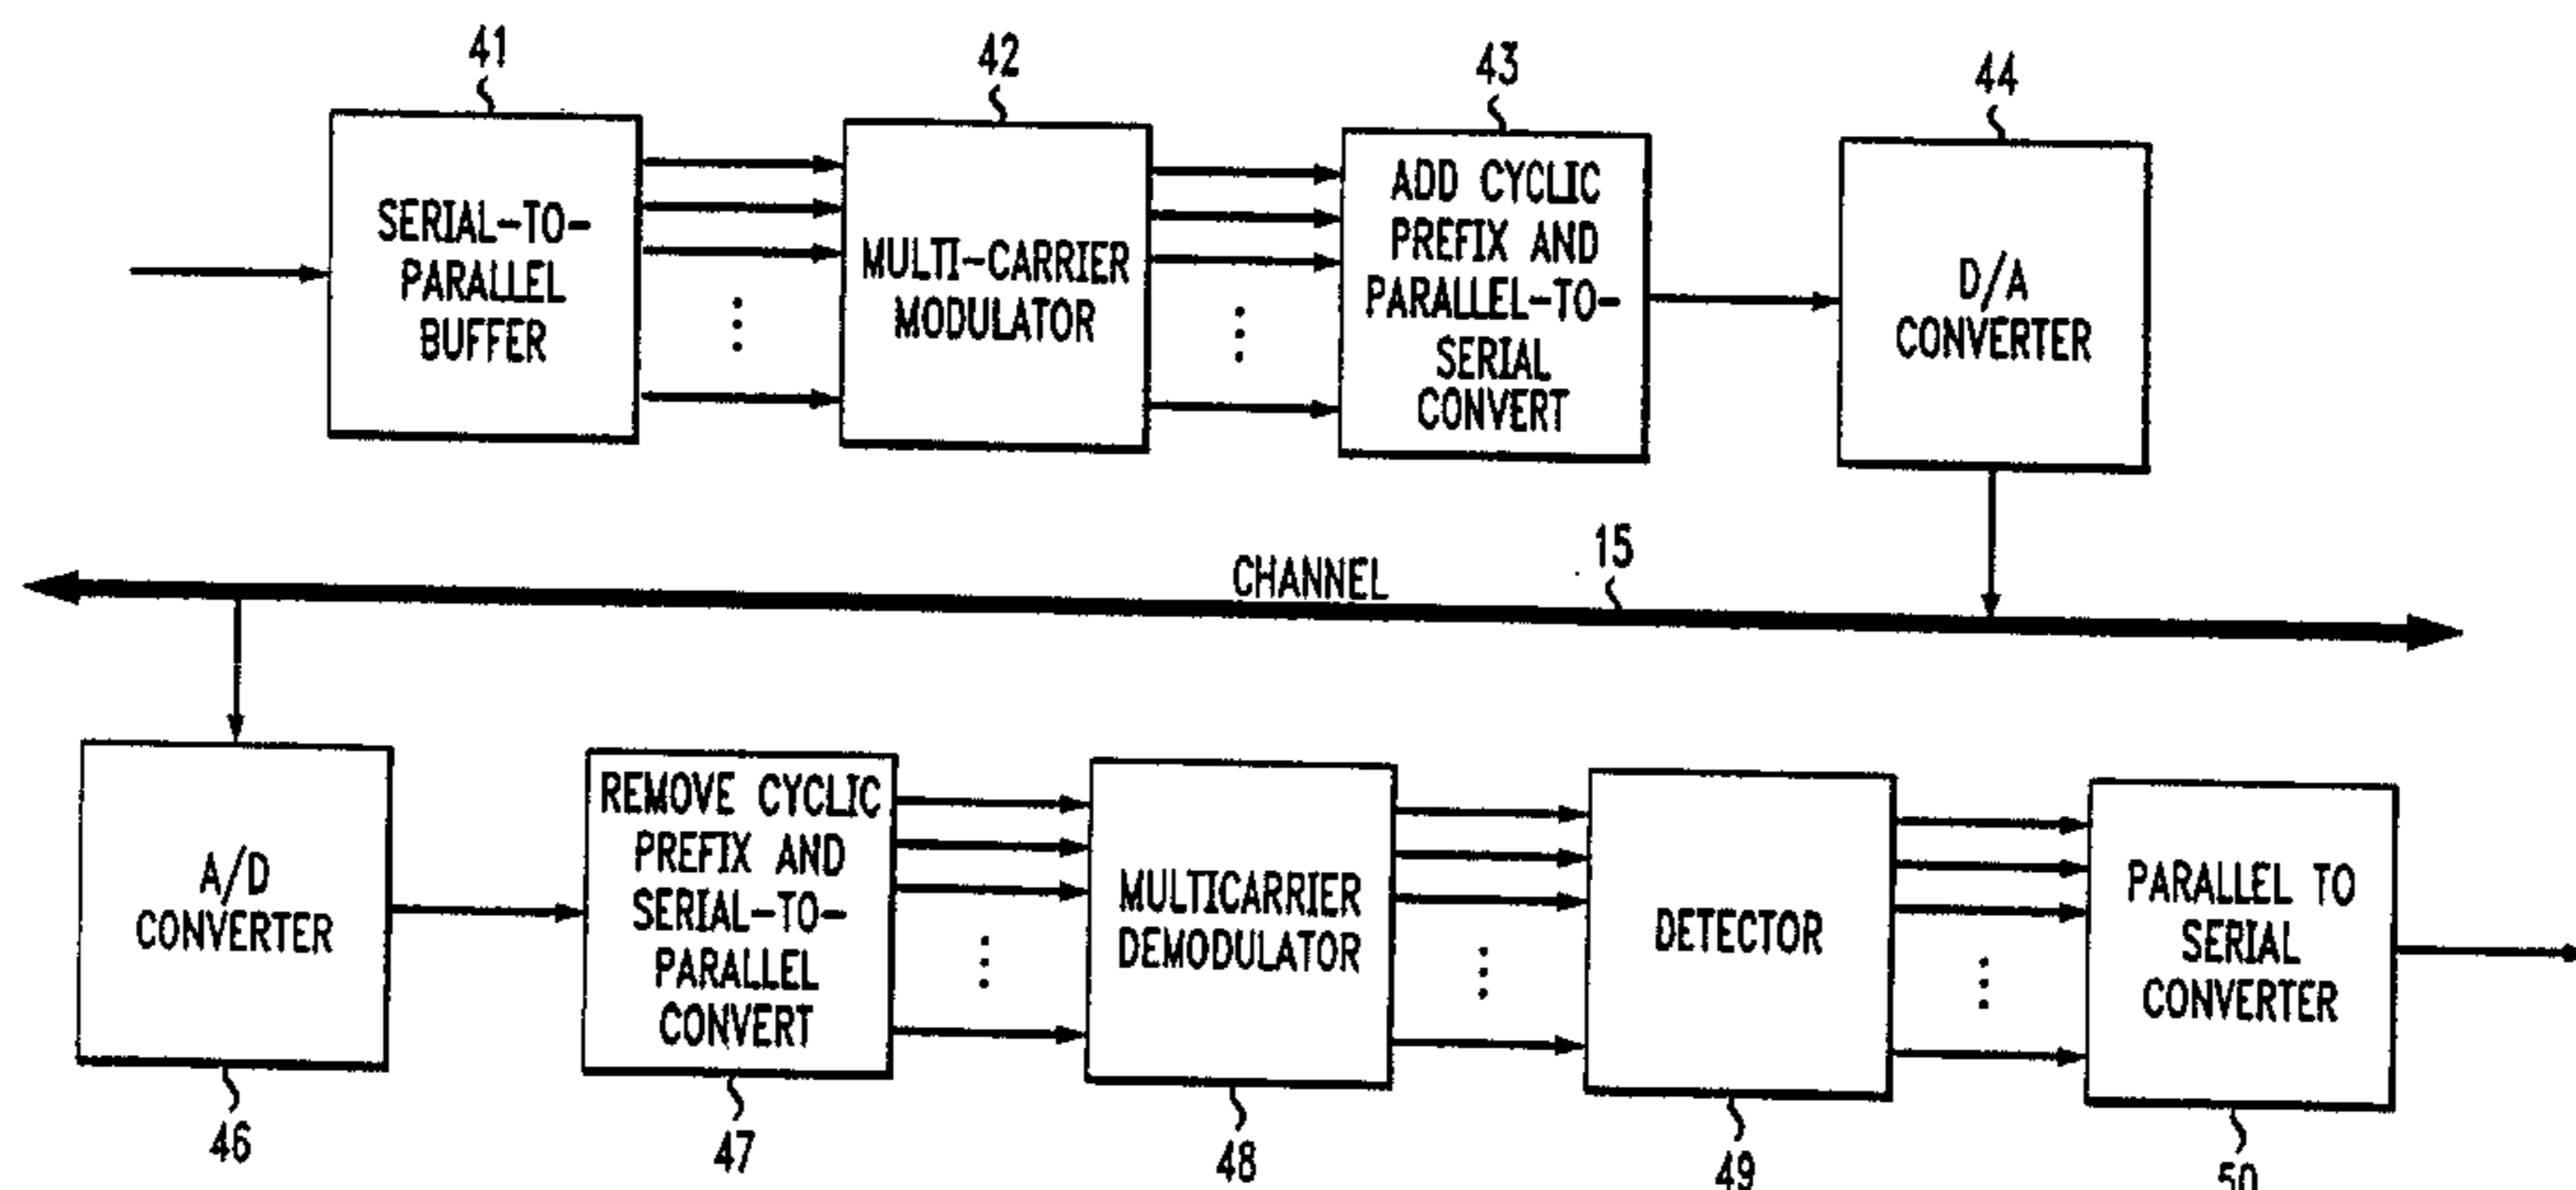 41
42
43
44
SERIAL-TO-
PARALLEL
BUFFER
MULTI-CARRIER
MODULATOR
ADD CYCLIC
PREFIX AND
PARALLEL-TO-
SERIAL
CONVERT
D/A
CONVERTER
CHANNEL
15
A/D
CONVERTER
REMOVE CYCLIC
PREFIX AND
SERIAL-TO-
PARALLEL
CONVERT
MULTICARRIER
DEMODULATOR
DETECTOR
PARALLEL TO
SERIAL
CONVERTER
46
47
48
49
50